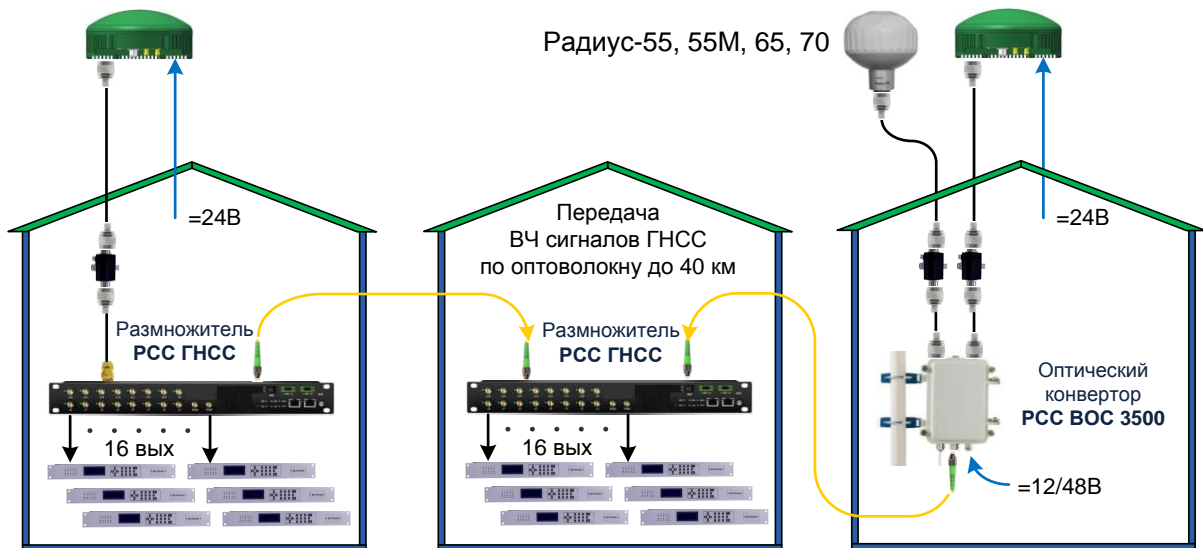 Радиус-55, 55М, 65, 70
=24В
=24В
Передача
ВЧ сигналов ГНСС
по оптоволокну до 40 км
Размножитель
РСС ГНСС
Размножитель
РСС ГНСС
Оптический
конвертор
РСС ВОС 3500
16 вых
16 вых
=12/48В